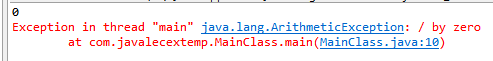 0
Exception in thread "main" java.lang.ArithmeticException: / by zero
at com.javalecextemp.MainClass.main(MainClass.java:10)